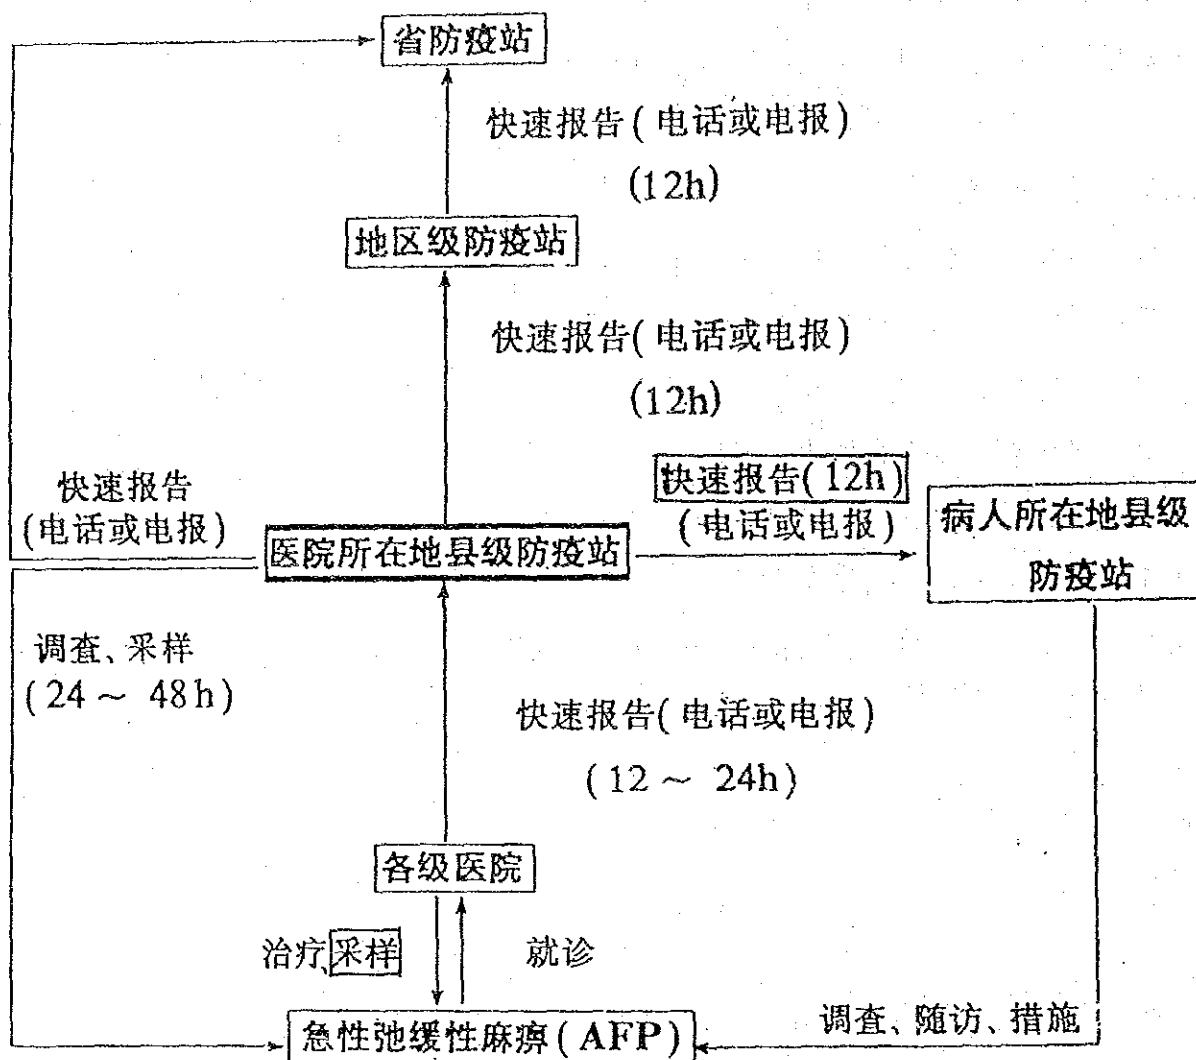 省防疫站
快速报告(电话或电报)
(12h)
地区级防疫站
快速报告(电话或电报)
(12h)
快速报告
(电话或电报)
快速报告(12h)
(电话或电报)
医院所在地县级防疫站
病人所在地县级
防疫站
调查、采样
(24～48h)
快速报告(电话或电报)
(12～24h)
各级医院
治疗、采样
就诊
急性弛缓性麻痹(AFP)
调查、随访、措施